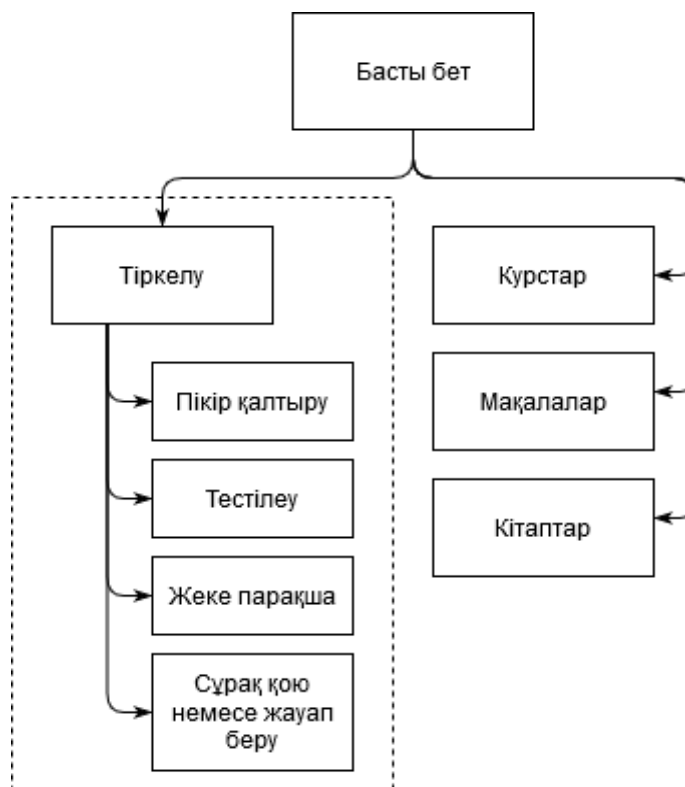 Басты бет
Тіркелу
Пікір қалтыру
Тестілеу
Жеке парақша
Сұрақ қою
немесе жауап
беру
Курстар
Мақалалар
Кітаптар